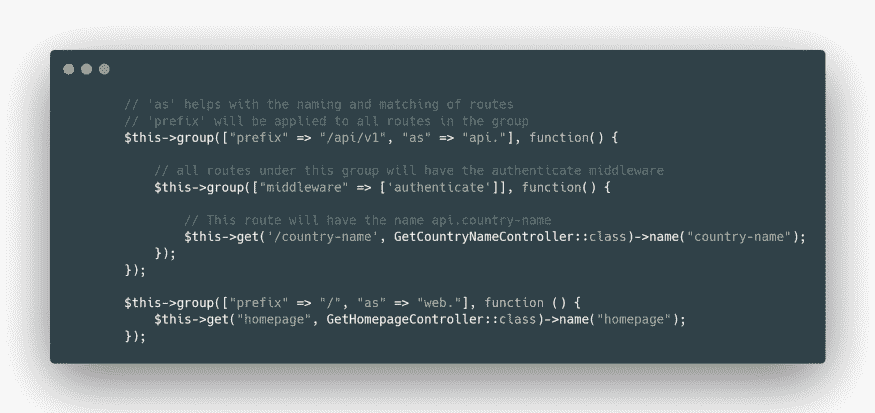 // 'as' helps with the naming and matching of routes
// 'prefix' will be applied to all routes in the group
$this->group(["prefix" => "/api/v1", "as" => "api."], function() {
// all routes under this group will have the authenticate middleware
$this->group(["middleware" => ['authenticate']], function() {
// This route will have the name api.country-name
$this->get('/country-name', GetCountryNameController::class)->name("country-name");
});
});
$this->group(["prefix" => "/", "as" => "web."], function () {
$this->get("homepage", GetHomepageController::class)->name("homepage");
});